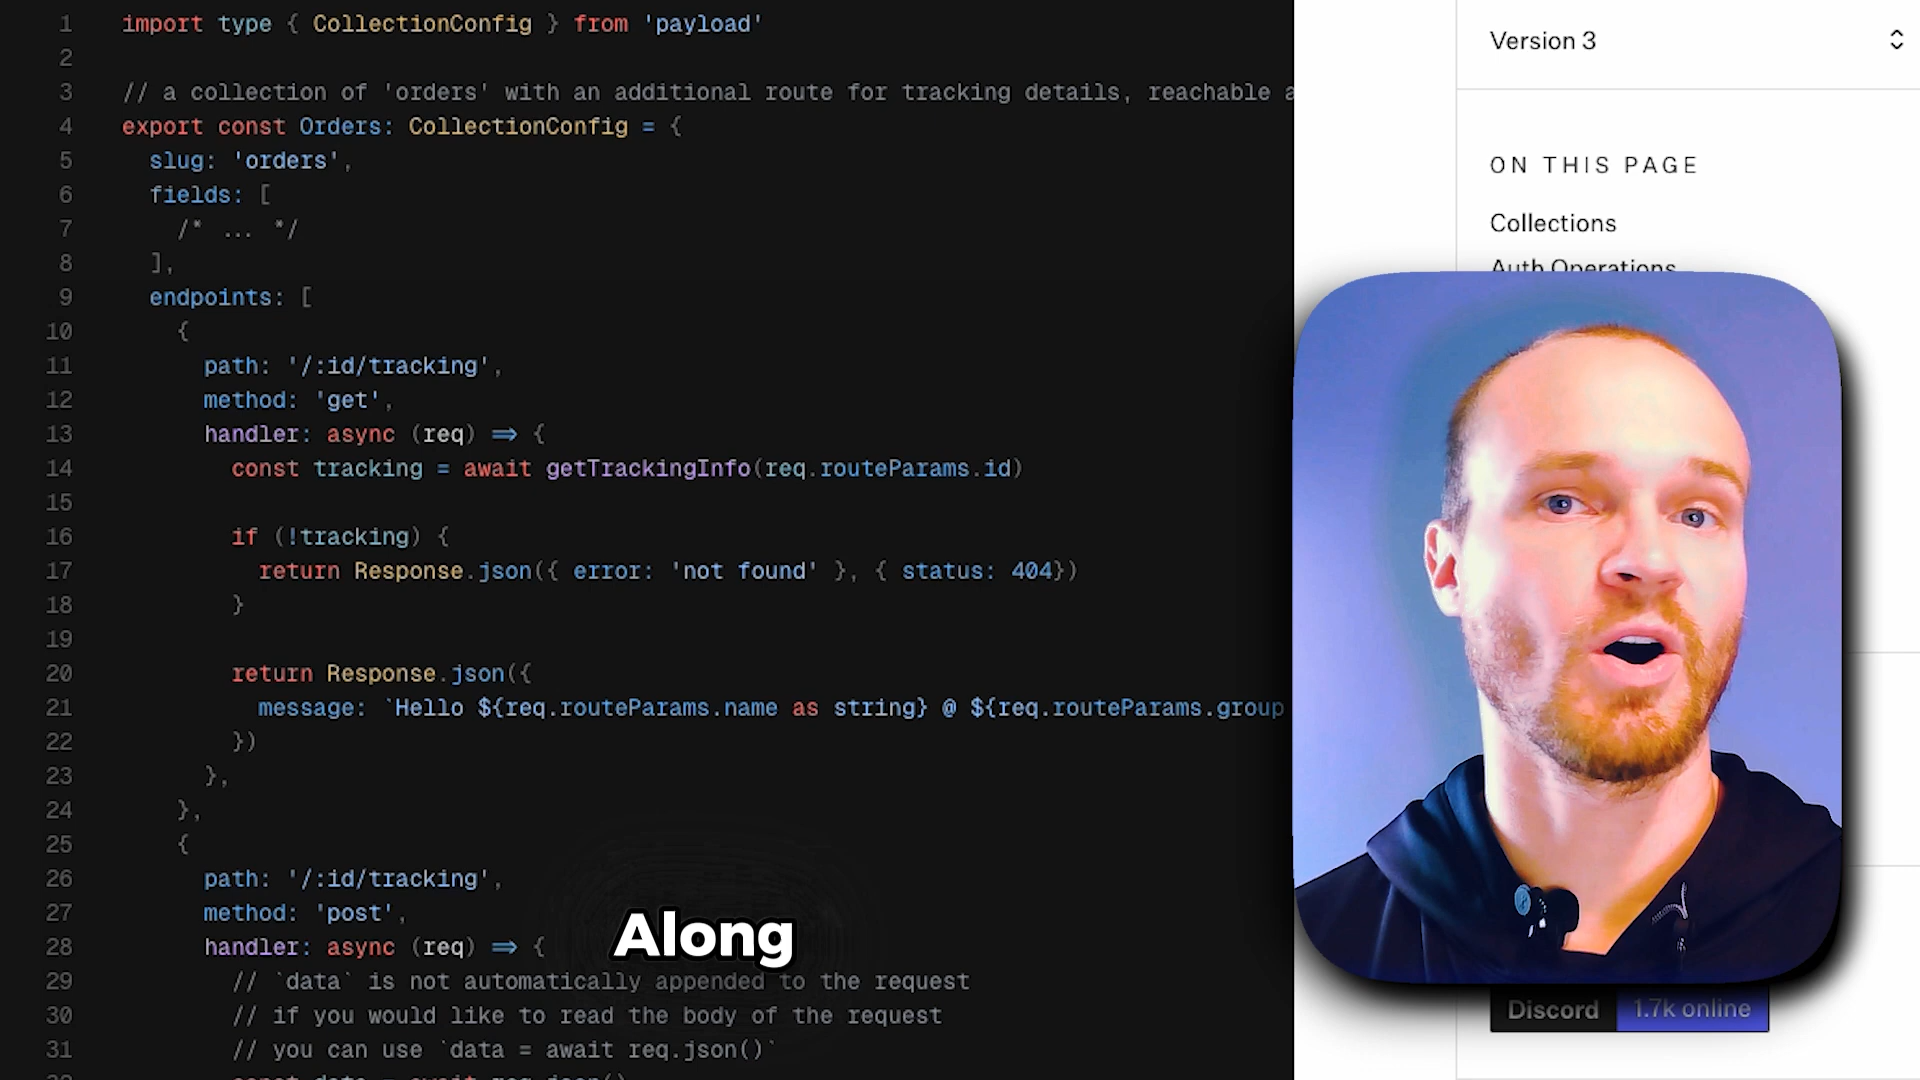 1 import type { CollectionConfig } from 'payload'
2
3 // a collection of 'orders' with an additional route for tracking details, reachable a
4 export const Orders: CollectionConfig = {
5 slug: 'orders',
6 fields: [
7 /* ... */
8 ],
9 endpoints: [
10 {
11 path: '/:id/tracking',
12 method: 'get',
13 handler: async (req) => {
14 const tracking = await getTrackingInfo(req.routeParams.id)
15
16 if (!tracking) {
17 return Response.json({ error: 'not found' }, { status: 404})
18 }
19
20 return Response.json({
21 message: `Hello ${req.routeParams.name as string} @ ${req.routeParams.group
22 })
23 },
24 },
25 {
26 path: '/:id/tracking',
27 method: 'post',
28 handler: async (req) => {
29 // `data` is not automatically appended to the request
30 // if you would like to read the body of the request
31 // you can use `data = await req.json()`
Along
Version 3
ON THIS PAGE
Collections
Auth Operations
Discord 1.7k online